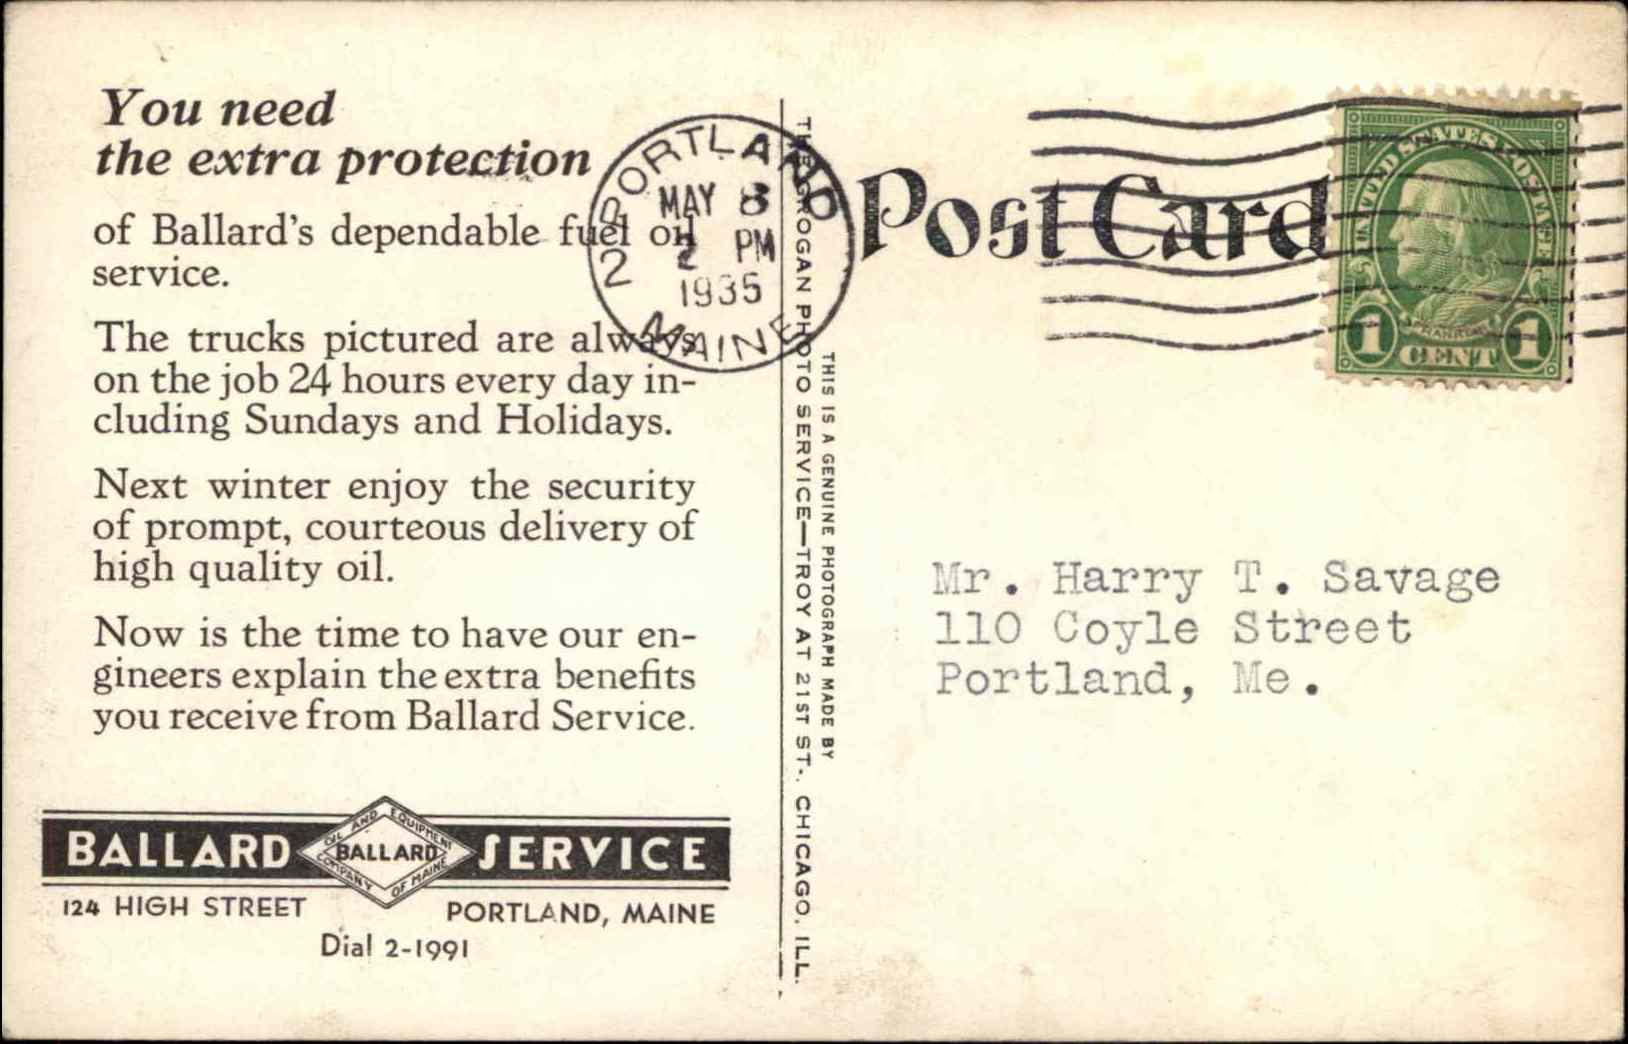 You need
the extra protection
of Ballard's dependable fuel oil
service.
The trucks pictured are always
on the job 24 hours every day in-
cluding Sundays and Holidays.
Next winter enjoy the security
of prompt, courteous delivery of
high quality oil.
Now is the time to have our en-
gineers explain the extra benefits
you receive from Ballard Service.
BALLARD SERVICE
OIL AND EQUIPMENT
BALLARD
COMPANY OF MAINE
124 HIGH STREET PORTLAND, MAINE
Dial 2-1991
PORTLAND
MAY 8
2 PM
1935
2
MAINE
THIS IS A GENUINE PHOTOGRAPH MADE BY
THE GROGAN PHOTO SERVICE—TROY AT 21ST ST., CHICAGO, ILL.
Post Card
UNITED STATES POSTAGE
FRANKLIN
1 CENT 1
Mr. Harry T. Savage
110 Coyle Street
Portland, Me.